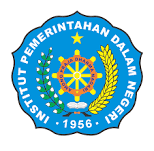 INSTITUT PEMERINTAHAN DALAM NEGERI
· 1956 ·